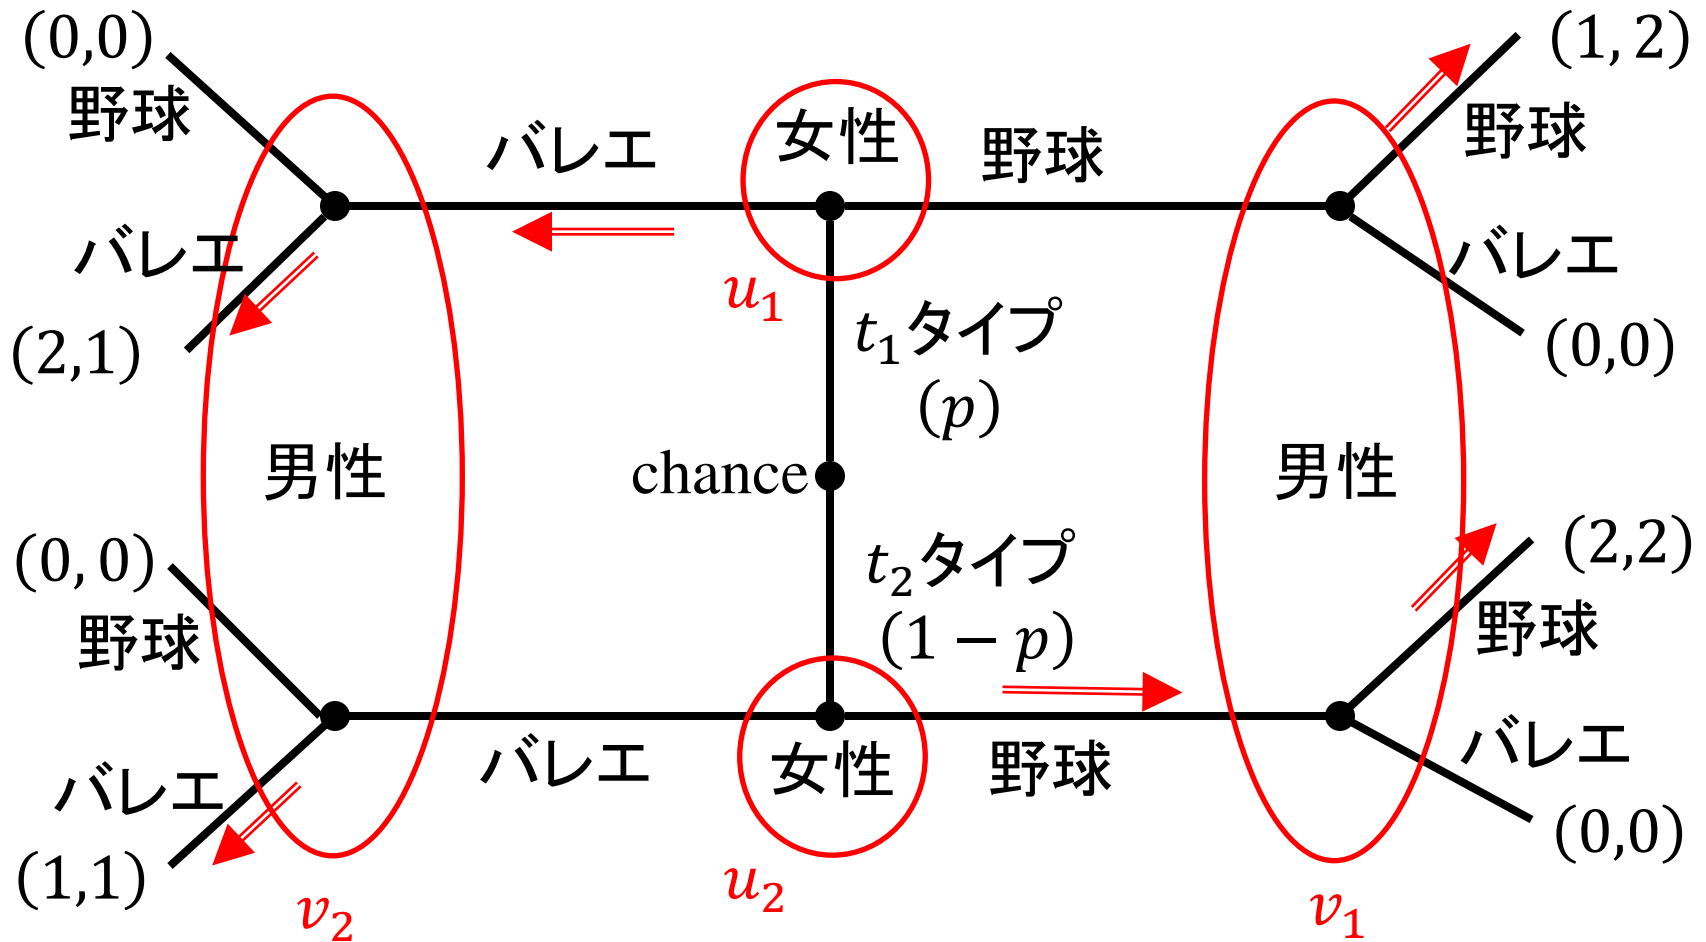 (0,0)
(1, 2)
野球
女性
野球
バレエ
野球
バレエ
バレエ
u₁
t₁タイプ
(p)
(2,1)
(0,0)
男性
chance
男性
(0, 0)
t₂タイプ
(1 − p)
(2,2)
野球
野球
バレエ
女性
野球
バレエ
バレエ
(1,1)
u₂
(0,0)
v₂
v₁